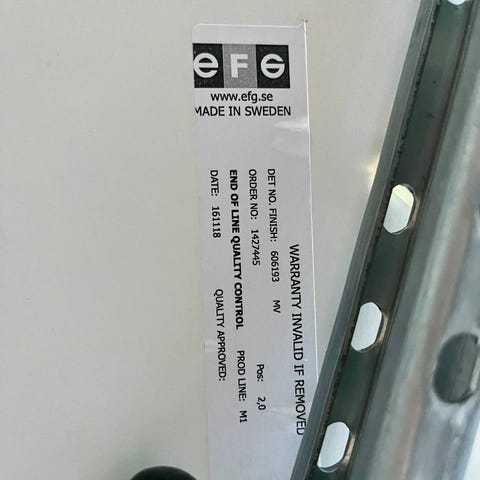 eFG
www.efg.se
MADE IN SWEDEN
WARRANTY INVALID IF REMOVED
DET NO. FINISH: 606193 MV
ORDER NO: 1427445 Pos: 2,0
END OF LINE QUALITY CONTROL PROD LINE: M1
DATE: 161118 QUALITY APPROVED: